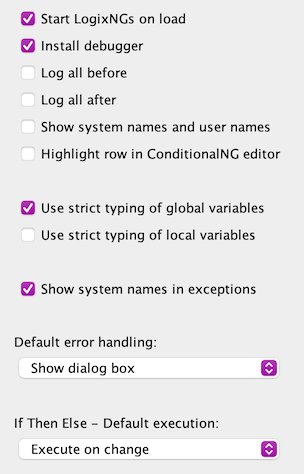 Start LogixNGs on load
Install debugger
Log all before
Log all after
Show system names and user names
Highlight row in ConditionalNG editor
Use strict typing of global variables
Use strict typing of local variables
Show system names in exceptions
Default error handling:
Show dialog box
If Then Else – Default execution:
Execute on change